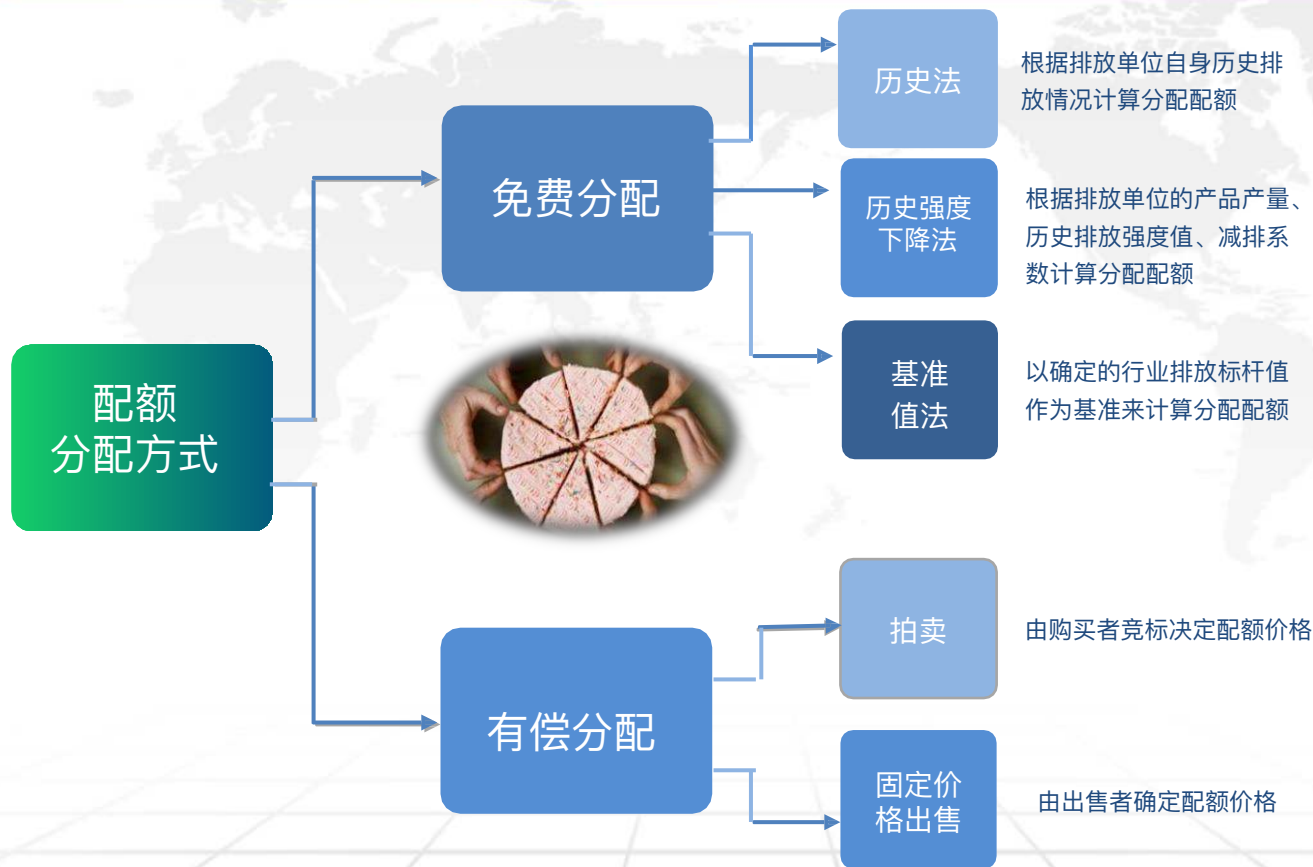 历史法
根据排放单位自身历史排
放情况计算分配配额
免费分配
历史强度
下降法
根据排放单位的产品产量、
历史排放强度值、减排系
数计算分配配额
配额
分配方式
基准
值法
以确定的行业排放标杆值
作为基准来计算分配配额
拍卖
由购买者竞标决定配额价格
有偿分配
固定价
格出售
由出售者确定配额价格